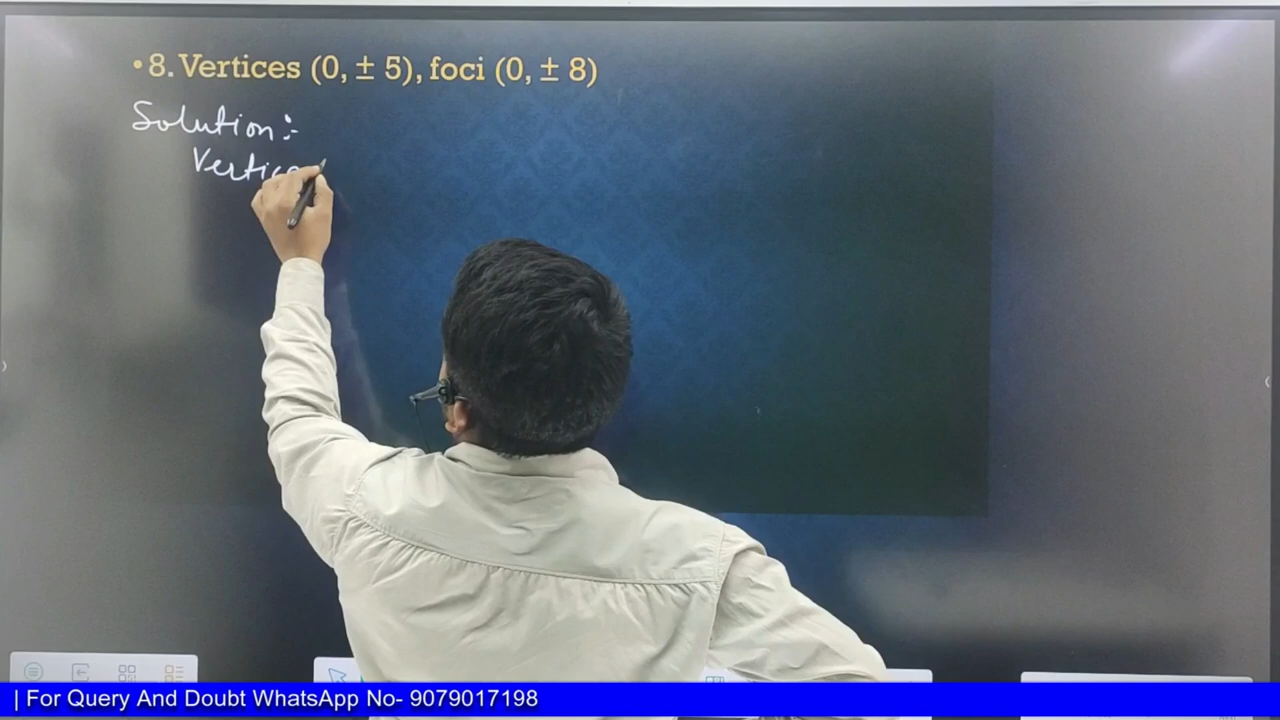 • 8. Vertices (0, ± 5), foci (0, ± 8)
Solution :-
| For Query And Doubt WhatsApp No- 9079017198